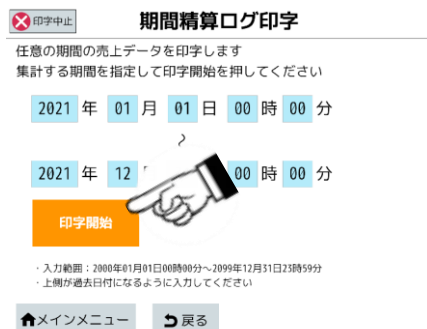 印字中止
期間精算ログ印字
任意の期間の売上データを印字します
集計する期間を指定して印字開始を押してください
2021 年 01 月 01 日 00 時 00 分
～
2021 年 12 00 時 00 分
印字開始
・入力範囲：2000年01月01日00時00分～2099年12月31日23時59分
・上側が過去日付になるように入力してください
メインメニュー 戻る